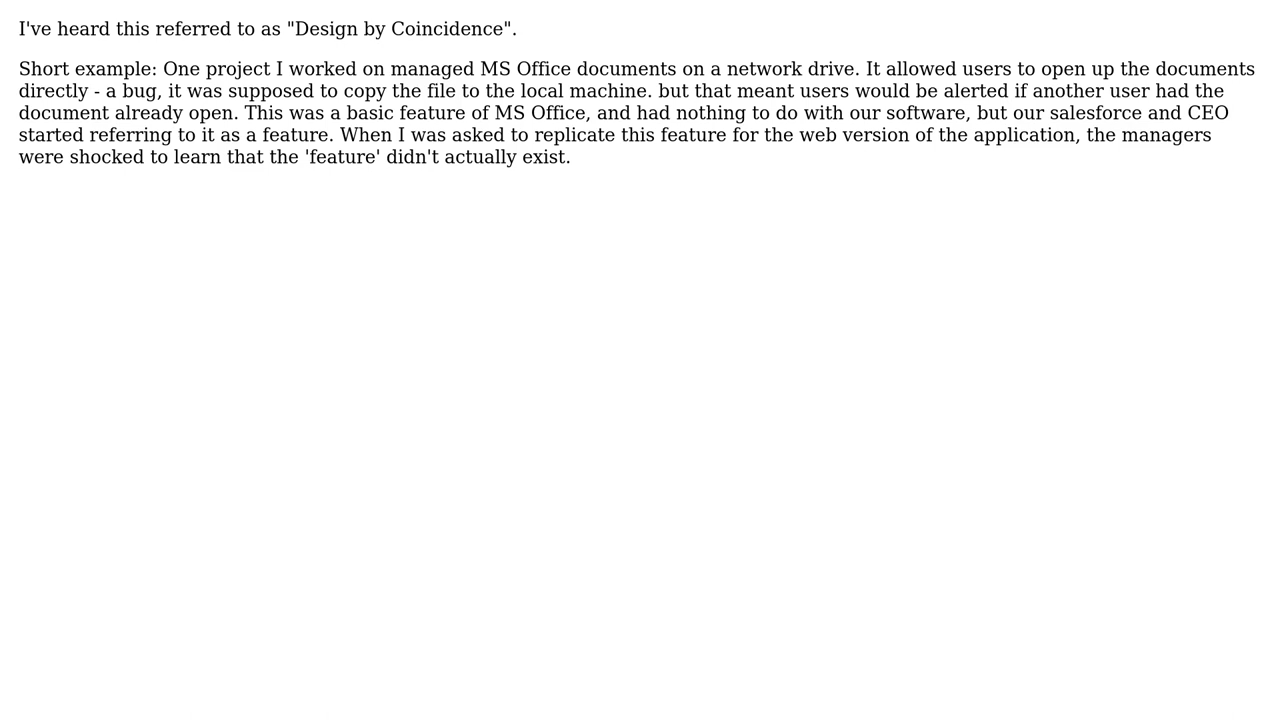 I've heard this referred to as "Design by Coincidence".
Short example: One project I worked on managed MS Office documents on a network drive. It allowed users to open up the documents
directly - a bug, it was supposed to copy the file to the local machine. but that meant users would be alerted if another user had the
document already open. This was a basic feature of MS Office, and had nothing to do with our software, but our salesforce and CEO
started referring to it as a feature. When I was asked to replicate this feature for the web version of the application, the managers
were shocked to learn that the 'feature' didn't actually exist.